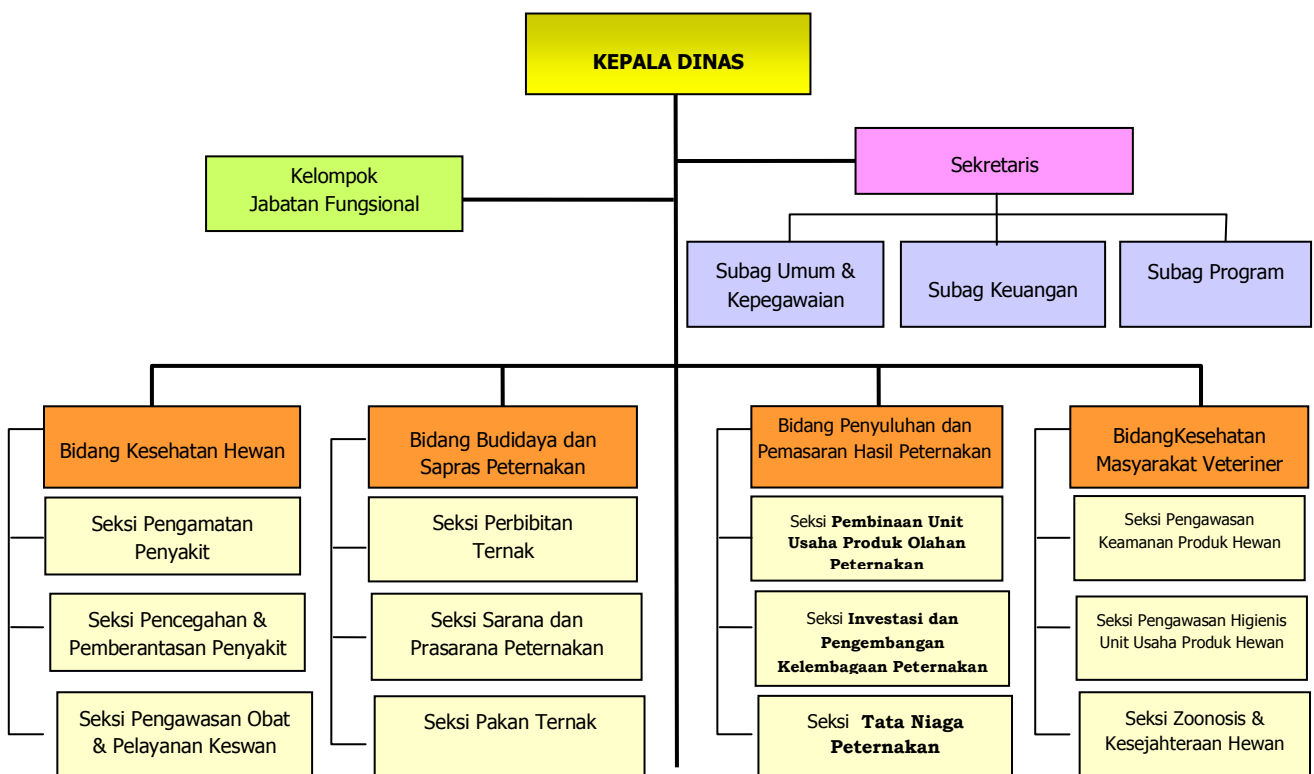 KEPALA DINAS
Kelompok
Jabatan Fungsional
Sekretaris
Subag Umum &
Kepegawaian
Subag Keuangan
Subag Program
Bidang Kesehatan Hewan
Bidang Budidaya dan
Sapras Peternakan
Bidang Penyuluhan dan
Pemasaran Hasil Peternakan
BidangKesehatan
Masyarakat Veteriner
Seksi Pengamatan
Penyakit
Seksi Perbibitan
Ternak
Seksi Pembinaan Unit
Usaha Produk Olahan
Peternakan
Seksi Pengawasan
Keamanan Produk Hewan
Seksi Pencegahan &
Pemberantasan Penyakit
Seksi Sarana dan
Prasarana Peternakan
Seksi Investasi dan
Pengembangan
Kelembagaan Peternakan
Seksi Pengawasan Higienis
Unit Usaha Produk Hewan
Seksi Pengawasan Obat
& Pelayanan Keswan
Seksi Pakan Ternak
Seksi Tata Niaga
Peternakan
Seksi Zoonosis &
Kesejahteraan Hewan